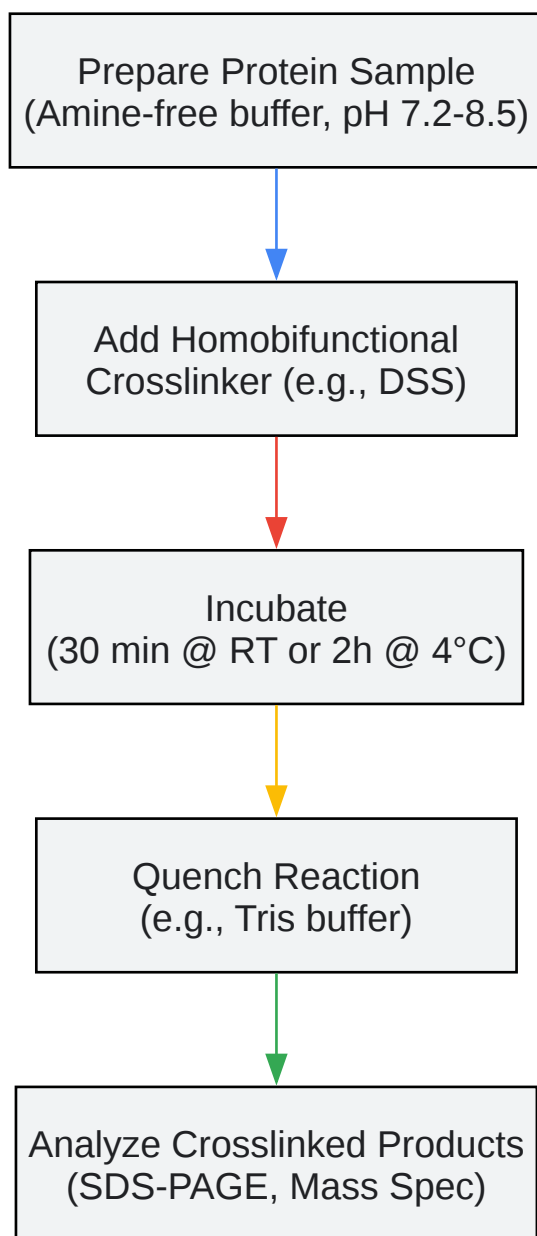 Prepare Protein Sample
(Amine-free buffer, pH 7.2-8.5)
Add Homobifunctional
Crosslinker (e.g., DSS)
Incubate
(30 min @ RT or 2h @ 4°C)
Quench Reaction
(e.g., Tris buffer)
Analyze Crosslinked Products
(SDS-PAGE, Mass Spec)